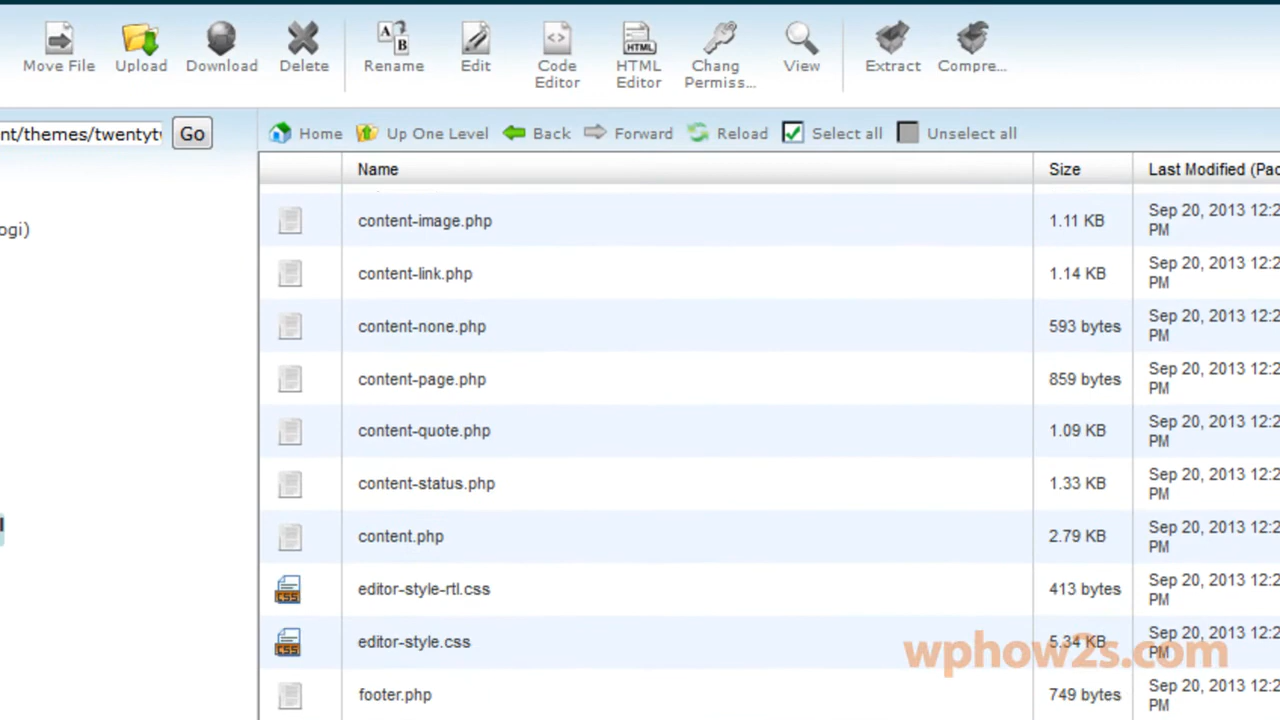 Move File
Upload
Download
Delete
A
B
Rename
Edit
<>
Code
Editor
HTML
HTML
Editor
Chang
Permiss...
View
Extract
Compre...
nt/themes/twentytv
Go
Home
Up One Level
Back
Forward
Reload
Select all
Unselect all
Name
Size
Last Modified (Pac
ogi)
content-image.php
1.11 KB
Sep 20, 2013 12:2
PM
content-link.php
1.14 KB
Sep 20, 2013 12:2
PM
content-none.php
593 bytes
Sep 20, 2013 12:2
PM
content-page.php
859 bytes
Sep 20, 2013 12:2
PM
content-quote.php
1.09 KB
Sep 20, 2013 12:2
PM
content-status.php
1.33 KB
Sep 20, 2013 12:2
PM
content.php
2.79 KB
Sep 20, 2013 12:2
PM
CSS
editor-style-rtl.css
413 bytes
Sep 20, 2013 12:2
PM
CSS
editor-style.css
5.34 KB
Sep 20, 2013 12:2
PM
wphow2s.com
footer.php
749 bytes
Sep 20, 2013 12:2
PM